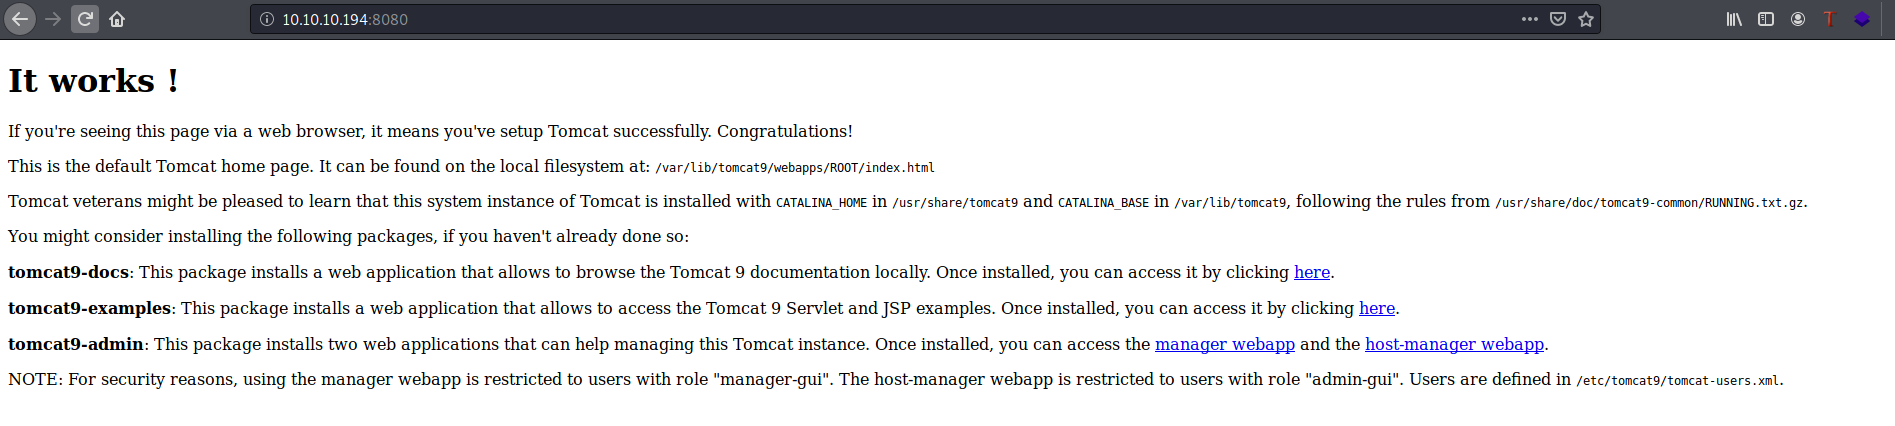 10.10.10.194:8080
It works !
If you're seeing this page via a web browser, it means you've setup Tomcat successfully. Congratulations!
This is the default Tomcat home page. It can be found on the local filesystem at: /var/lib/tomcat9/webapps/ROOT/index.html
Tomcat veterans might be pleased to learn that this system instance of Tomcat is installed with CATALINA_HOME in /usr/share/tomcat9 and CATALINA_BASE in /var/lib/tomcat9, following the rules from /usr/share/doc/tomcat9-common/RUNNING.txt.gz.
You might consider installing the following packages, if you haven't already done so:
tomcat9-docs: This package installs a web application that allows to browse the Tomcat 9 documentation locally. Once installed, you can access it by clicking here.
tomcat9-examples: This package installs a web application that allows to access the Tomcat 9 Servlet and JSP examples. Once installed, you can access it by clicking here.
tomcat9-admin: This package installs two web applications that can help managing this Tomcat instance. Once installed, you can access the manager webapp and the host-manager webapp.
NOTE: For security reasons, using the manager webapp is restricted to users with role "manager-gui". The host-manager webapp is restricted to users with role "admin-gui". Users are defined in /etc/tomcat9/tomcat-users.xml.